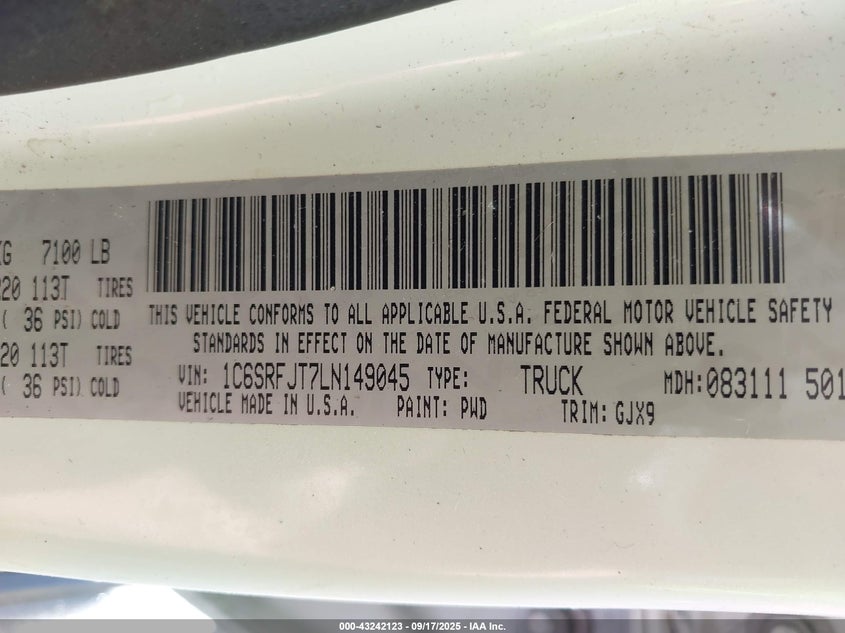 KG 7100 LB
20 113T TIRES
( 36 PSI) COLD
20 113T TIRES
( 36 PSI) COLD
THIS VEHICLE CONFORMS TO ALL APPLICABLE U.S.A. FEDERAL MOTOR VEHICLE SAFETY
STANDARDS IN EFFECT ON THE DATE OF MANUFACTURE SHOWN ABOVE.
VIN: 1C6SRFJT7LN149045 TYPE: TRUCK MDH: 083111 501
VEHICLE MADE IN U.S.A. PAINT: PWD TRIM: GJX9
000-43242123 - 09/17/2025 - IAA Inc.